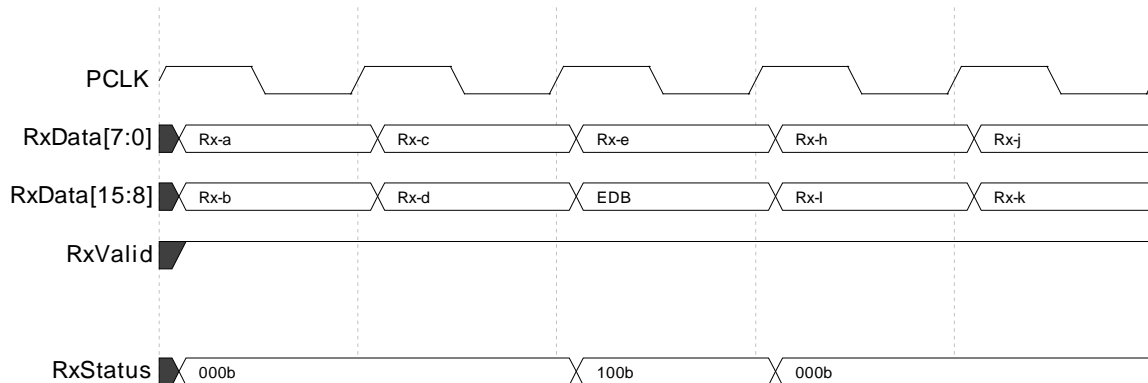 PCLK
RxData[7:0] Rx-a Rx-c Rx-e Rx-h Rx-j
RxData[15:8] Rx-b Rx-d EDB Rx-l Rx-k
RxValid
RxStatus 000b 100b 000b